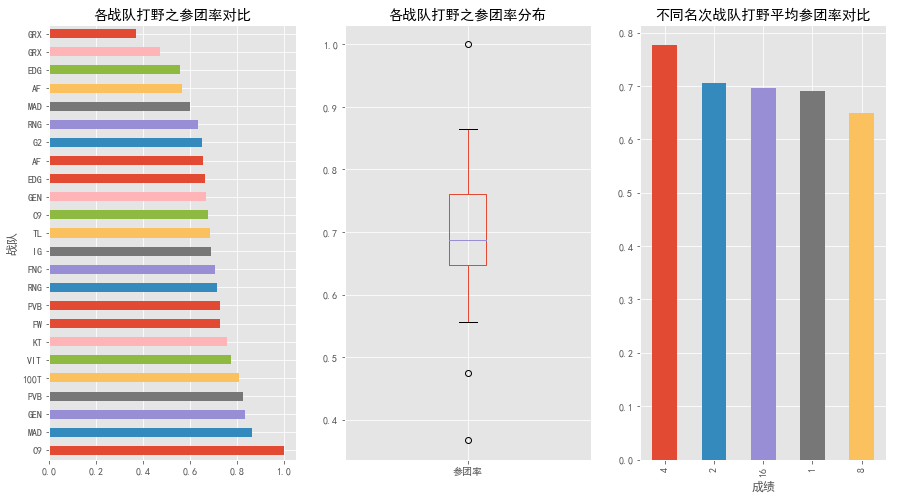 各战队打野之参团率对比
GRX
GRX
EDG
AF
MAD
RNG
G2
AF
EDG
GEN
C9
TL
IG
FNC
RNG
PVB
FW
KT
VIT
100T
PVB
GEN
MAD
C9
战队
0.0 0.2 0.4 0.6 0.8 1.0
各战队打野之参团率分布
1.0
0.9
0.8
0.7
0.6
0.5
0.4
参团率
不同名次战队打野平均参团率对比
0.8
0.7
0.6
0.5
0.4
0.3
0.2
0.1
0.0
4 2 16 1 8
成绩